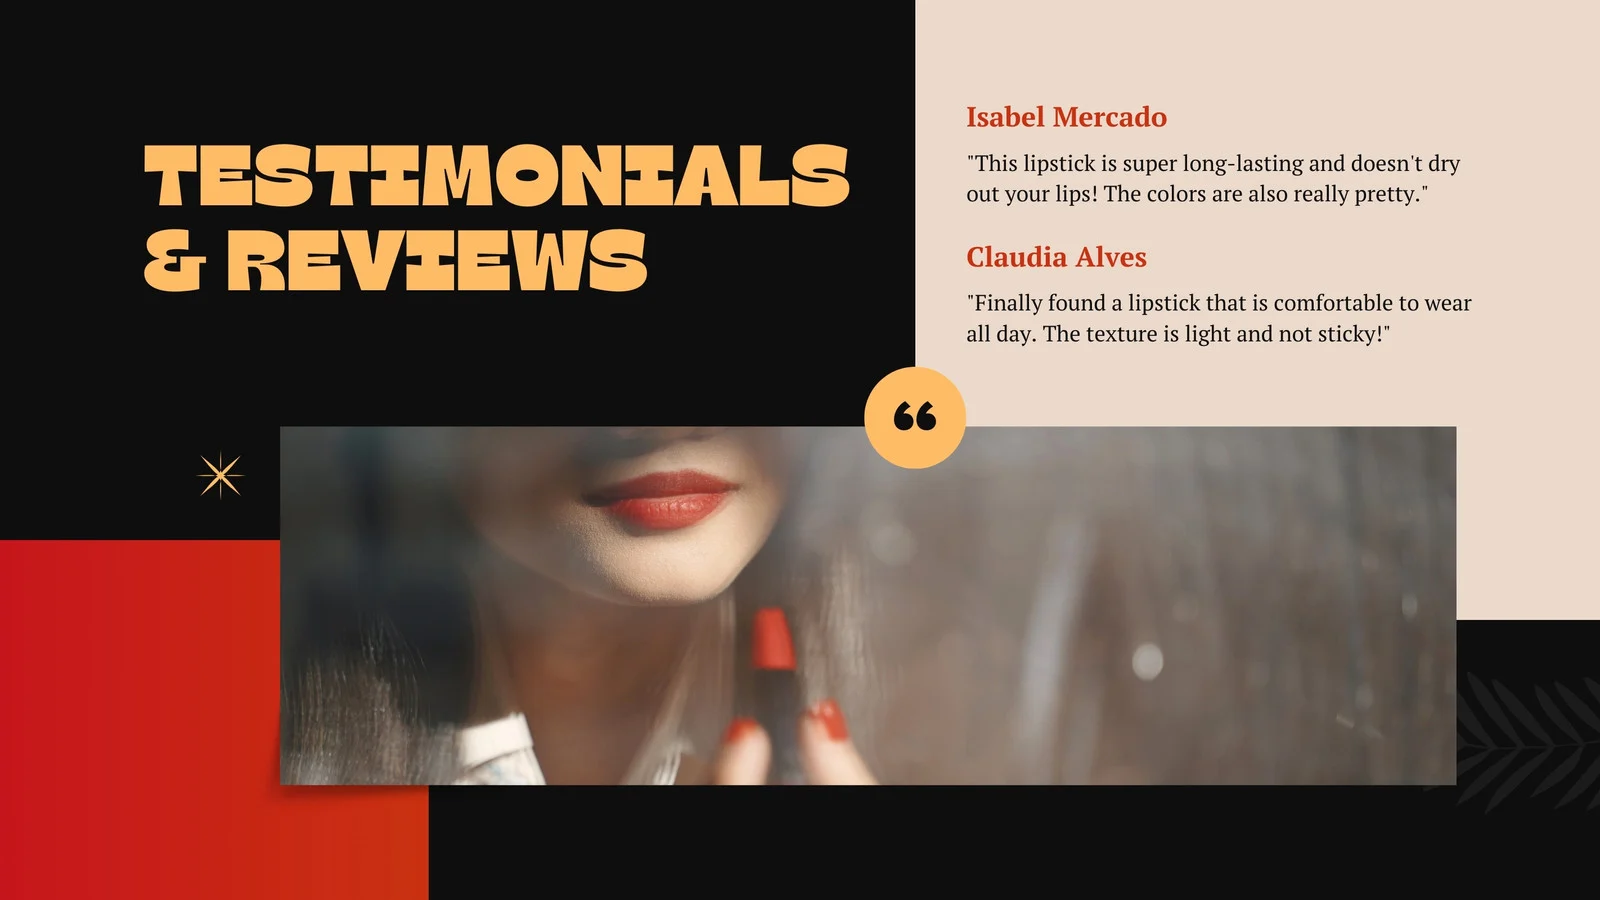 TESTIMONIALS
& REVIEWS
Isabel Mercado
"This lipstick is super long-lasting and doesn't dry
out your lips! The colors are also really pretty."
Claudia Alves
"Finally found a lipstick that is comfortable to wear
all day. The texture is light and not sticky!"
“